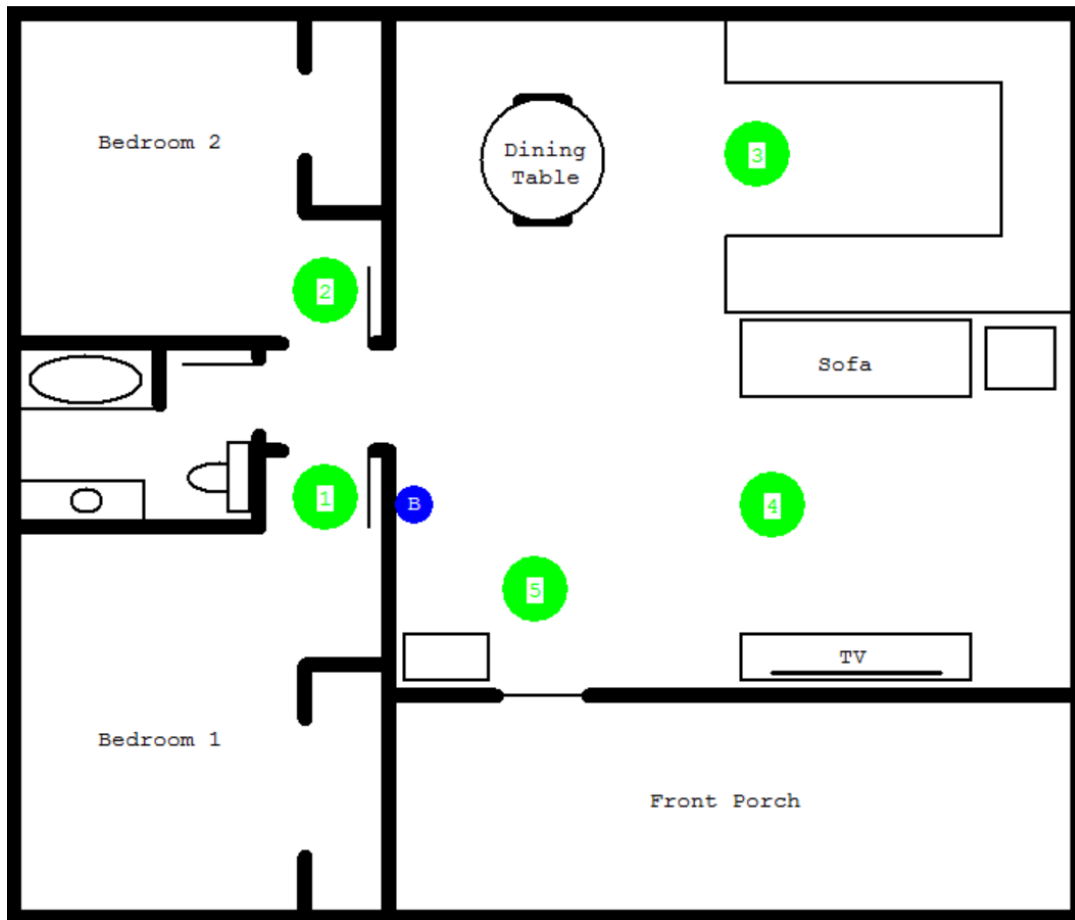 Bedroom 2
Dining
Table
3
2
Sofa
1
B
4
5
TV
Bedroom 1
Front Porch